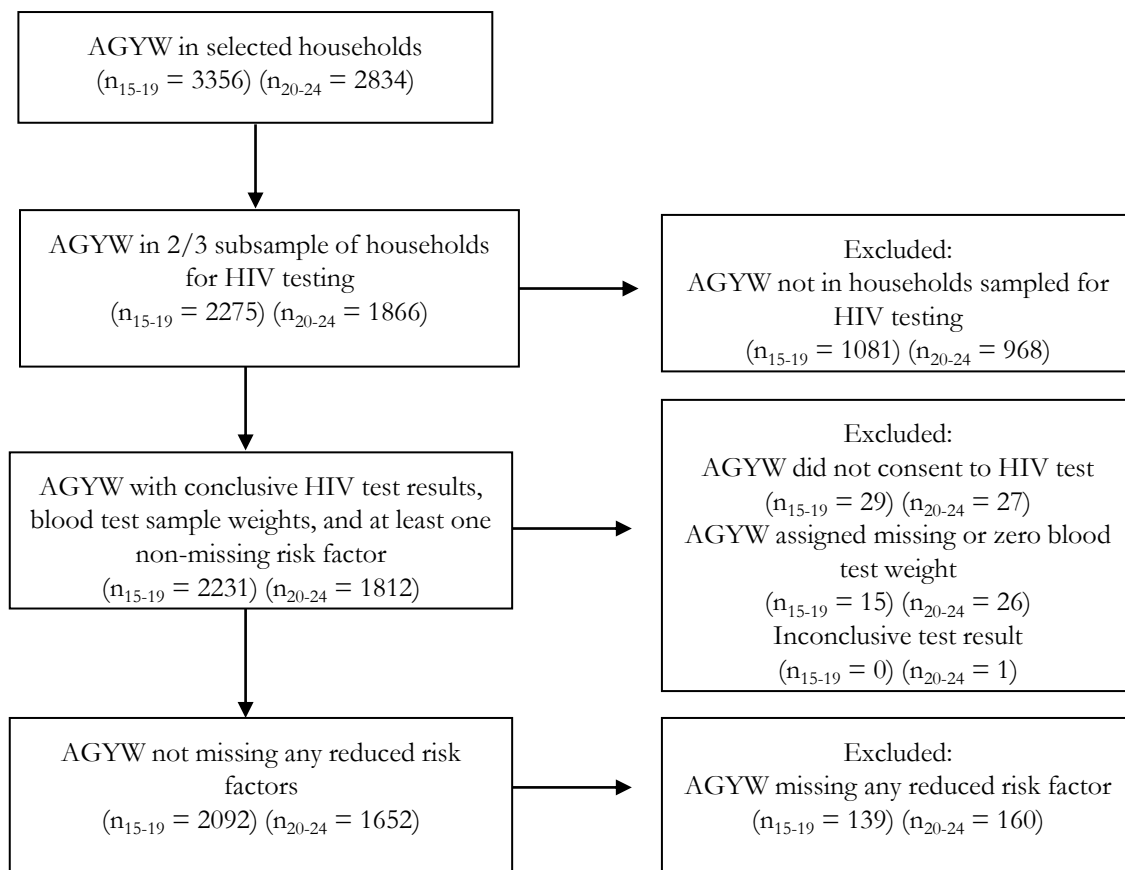 AGYW in selected households
(n15-19 = 3356) (n20-24 = 2834)
AGYW in 2/3 subsample of households
for HIV testing
(n15-19 = 2275) (n20-24 = 1866)
Excluded:
AGYW not in households sampled for
HIV testing
(n15-19 = 1081) (n20-24 = 968)
AGYW with conclusive HIV test results,
blood test sample weights, and at least one
non-missing risk factor
(n15-19 = 2231) (n20-24 = 1812)
Excluded:
AGYW did not consent to HIV test
(n15-19 = 29) (n20-24 = 27)
AGYW assigned missing or zero blood
test weight
(n15-19 = 15) (n20-24 = 26)
Inconclusive test result
(n15-19 = 0) (n20-24 = 1)
AGYW not missing any reduced risk
factors
(n15-19 = 2092) (n20-24 = 1652)
Excluded:
AGYW missing any reduced risk factor
(n15-19 = 139) (n20-24 = 160)